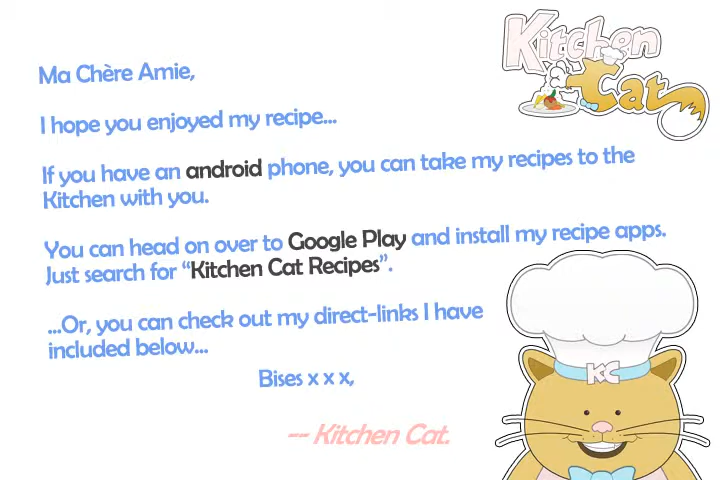 Kitchen
Cat
Ma Chère Amie,
I hope you enjoyed my recipe...
If you have an android phone, you can take my recipes to the
Kitchen with you.
You can head on over to Google Play and install my recipe apps.
Just search for “Kitchen Cat Recipes”.
...Or, you can check out my direct-links I have
included below...
Bises x x x,
-- Kitchen Cat.
KC